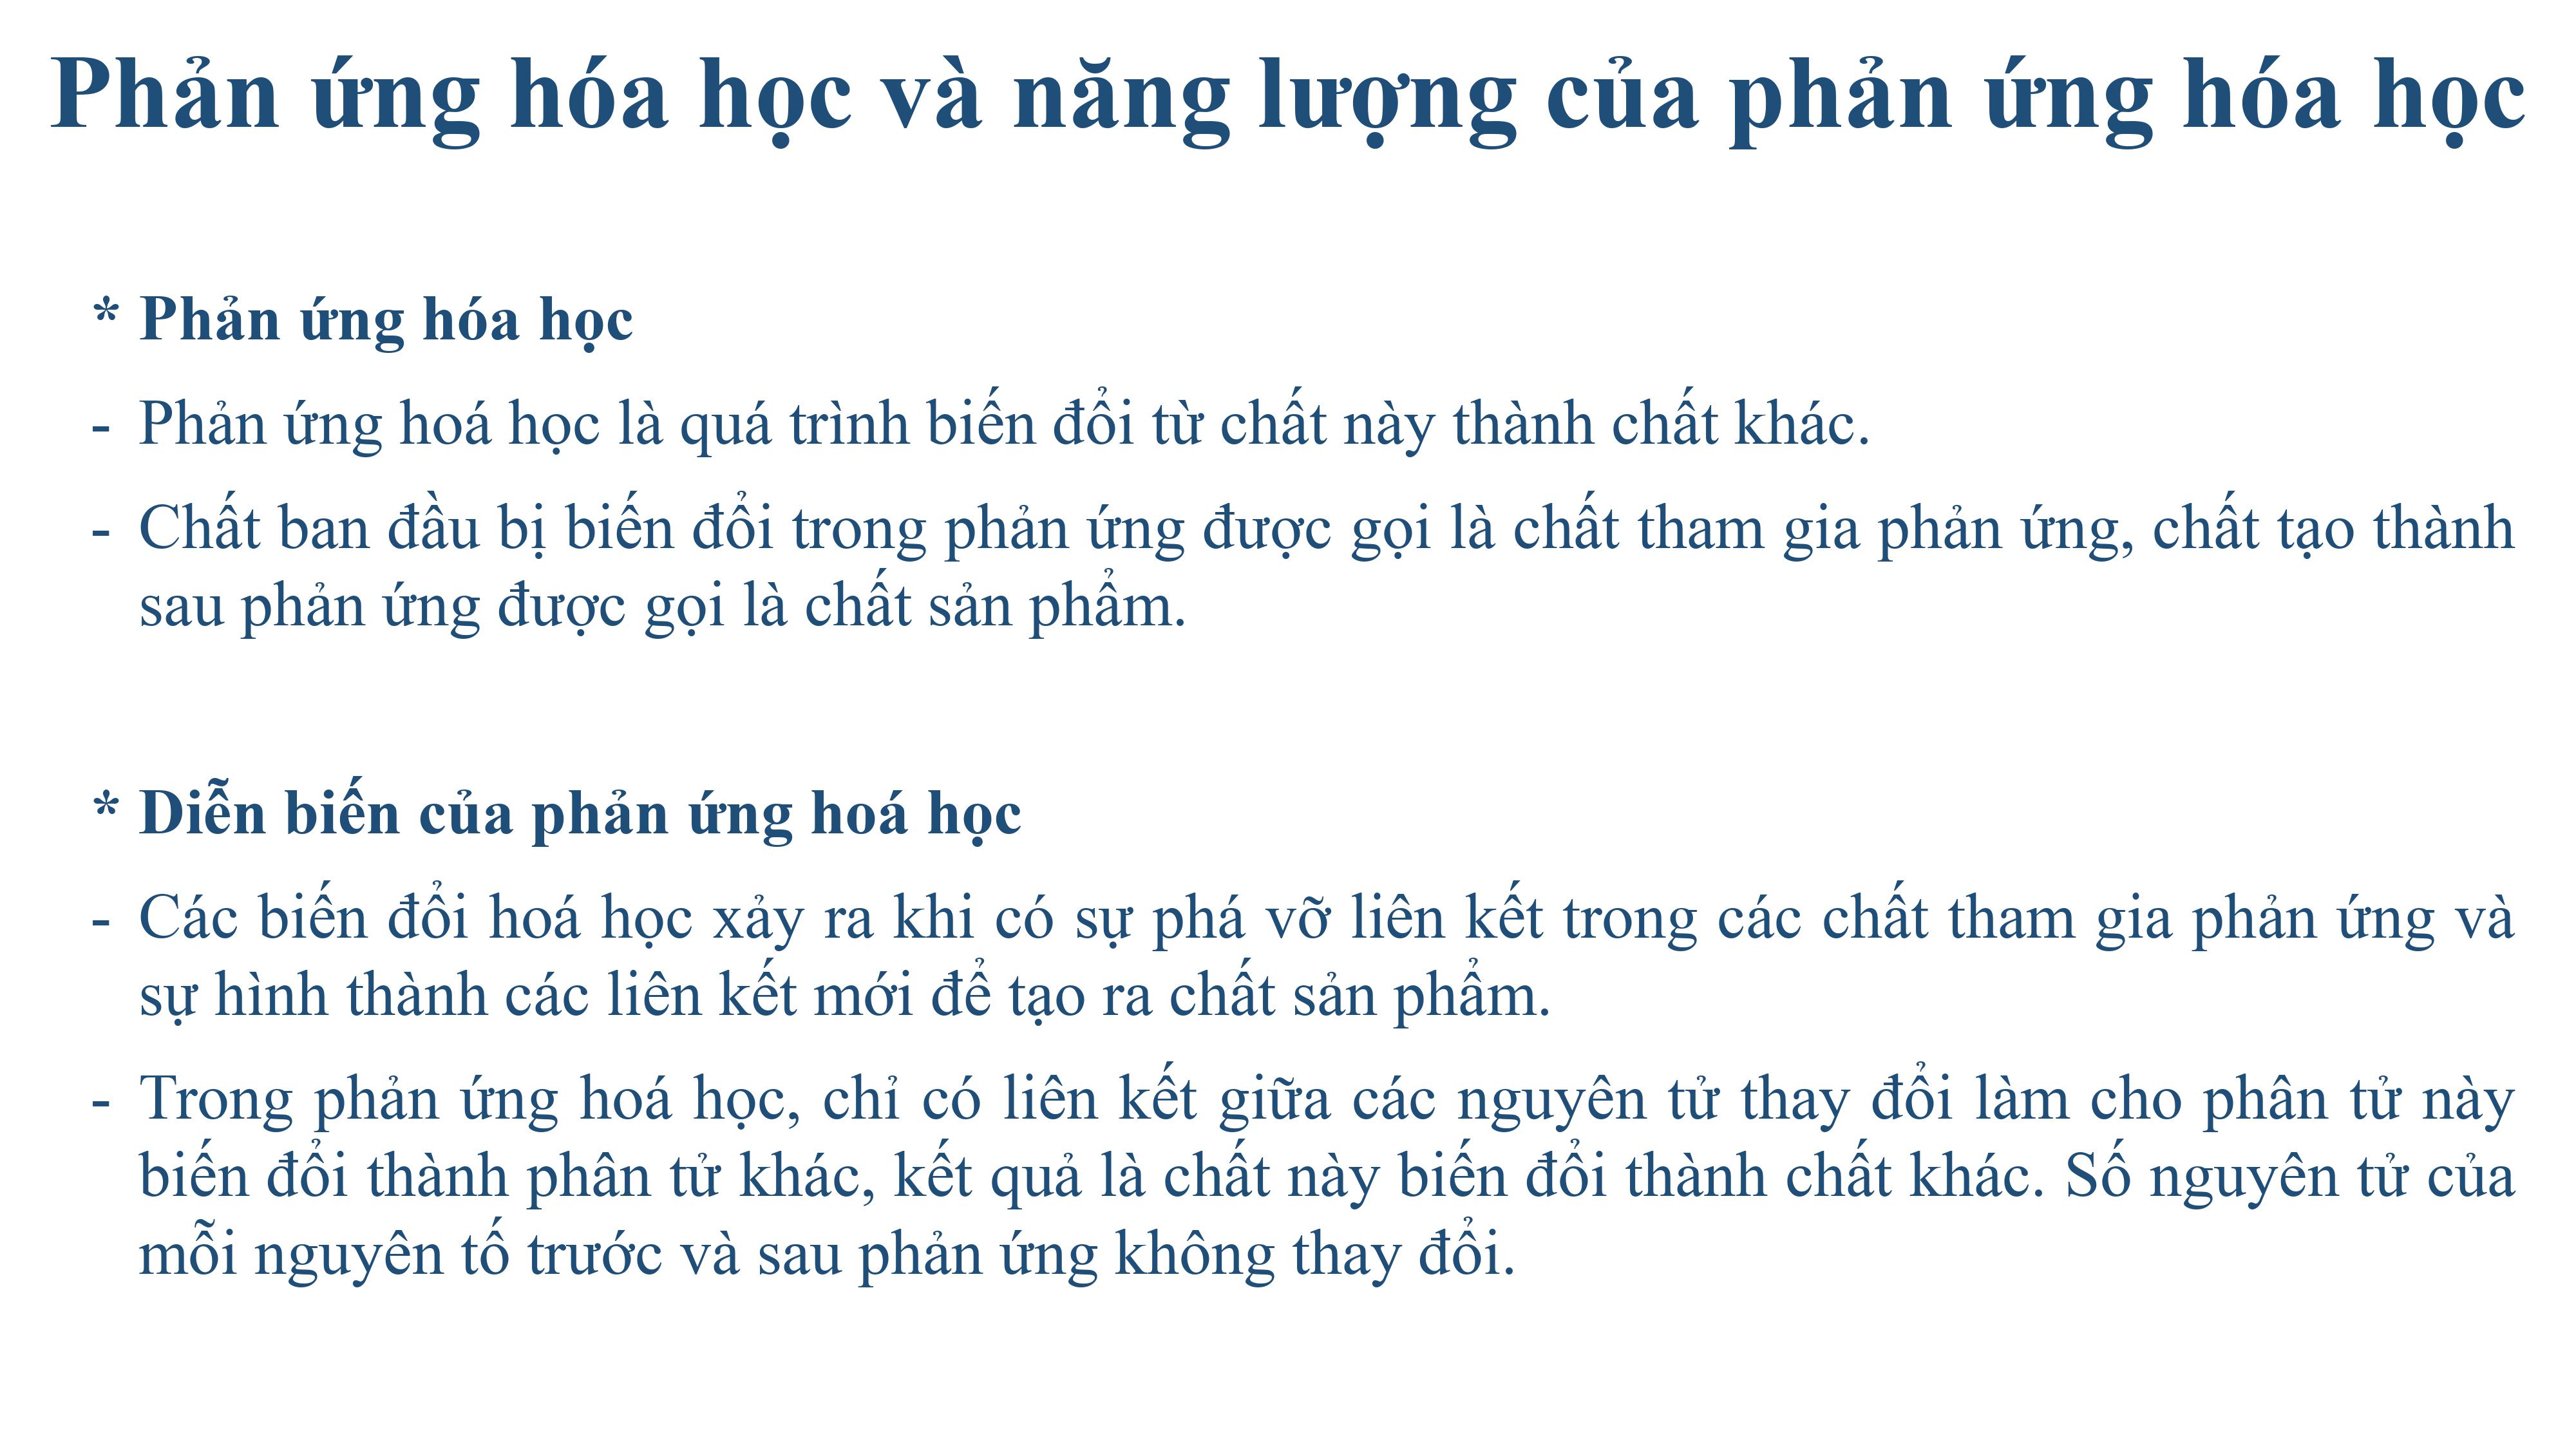 Phản ứng hóa học và năng lượng của phản ứng hóa học
* Phản ứng hóa học
- Phản ứng hoá học là quá trình biến đổi từ chất này thành chất khác.
- Chất ban đầu bị biến đổi trong phản ứng được gọi là chất tham gia phản ứng, chất tạo thành
sau phản ứng được gọi là chất sản phẩm.
* Diễn biến của phản ứng hoá học
- Các biến đổi hoá học xảy ra khi có sự phá vỡ liên kết trong các chất tham gia phản ứng và
sự hình thành các liên kết mới để tạo ra chất sản phẩm.
- Trong phản ứng hoá học, chỉ có liên kết giữa các nguyên tử thay đổi làm cho phân tử này
biến đổi thành phân tử khác, kết quả là chất này biến đổi thành chất khác. Số nguyên tử của
mỗi nguyên tố trước và sau phản ứng không thay đổi.